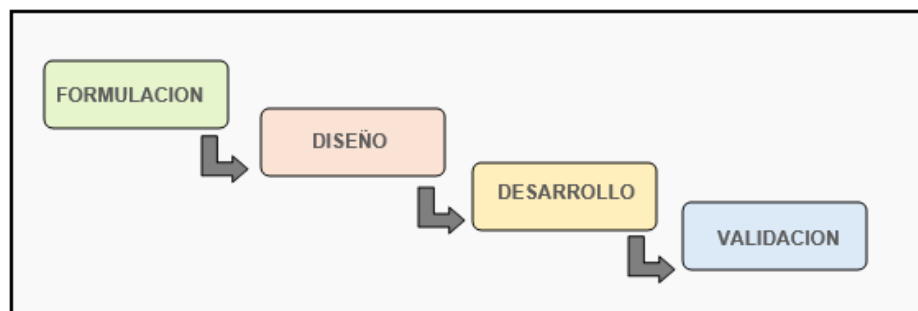 FORMULACION
DISEÑO
DESARROLLO
VALIDACION